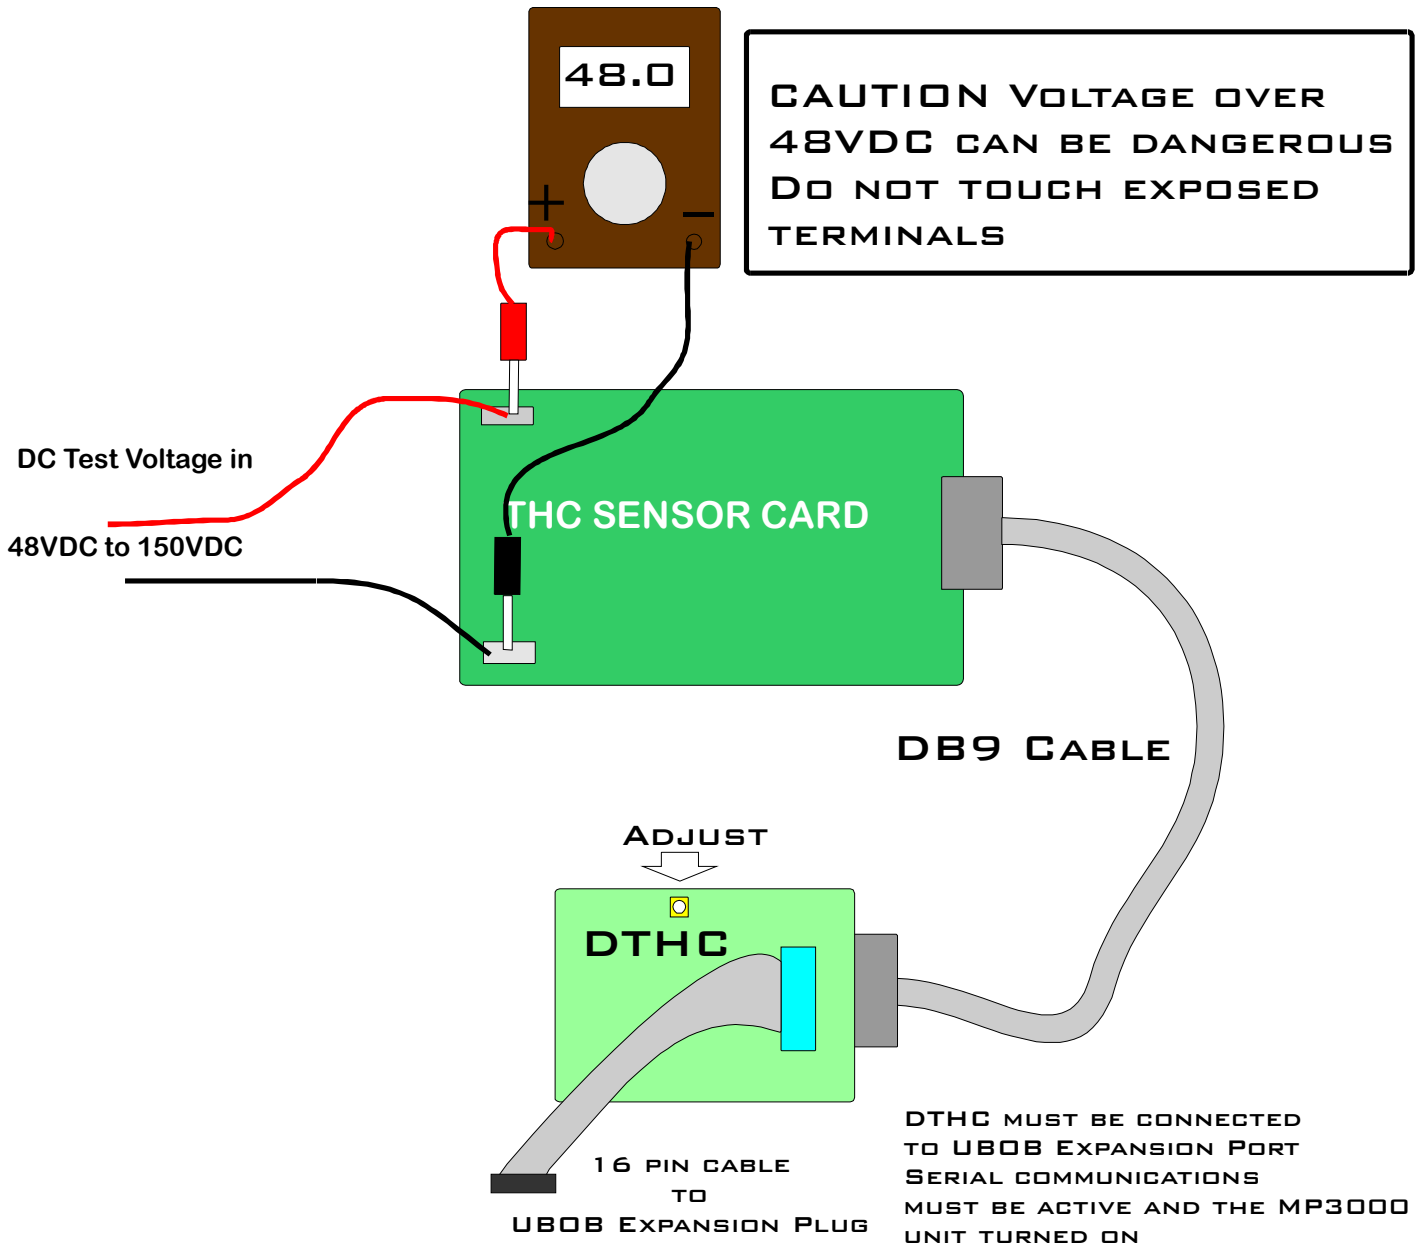 48.0
+
−
CAUTION VOLTAGE OVER
48VDC CAN BE DANGEROUS
DO NOT TOUCH EXPOSED
TERMINALS
DC Test Voltage in
48VDC to 150VDC
THC SENSOR CARD
DB9 CABLE
ADJUST
DTHC
16 PIN CABLE
TO
UBOB EXPANSION PLUG
DTHC MUST BE CONNECTED
TO UBOB EXPANSION PORT
SERIAL COMMUNICATIONS
MUST BE ACTIVE AND THE MP3000
UNIT TURNED ON